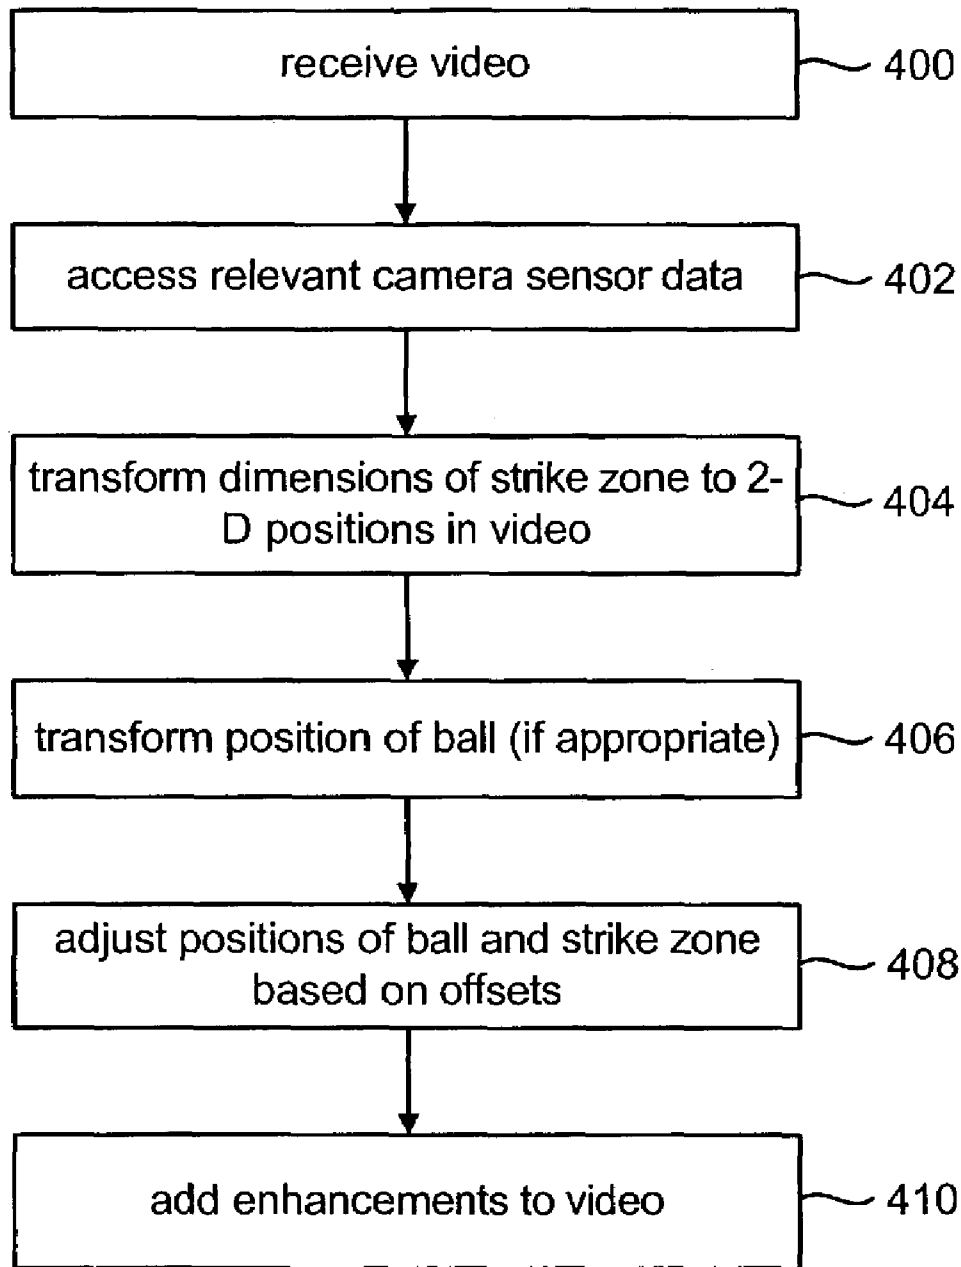 receive video
400
access relevant camera sensor data
402
transform dimensions of strike zone to 2-
D positions in video
404
transform position of ball (if appropriate)
406
adjust positions of ball and strike zone
based on offsets
408
add enhancements to video
410